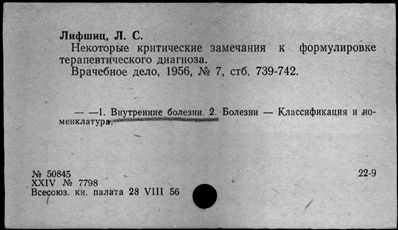 Лифшиц, Л. С.
Некоторые критические замечания к формулировке
терапевтического диагноза.
Врачебное дело, 1956, № 7, стб. 739-742.
— —1. Внутренние болезни. 2. Болезни — Классификация и но-
менклатура.
№ 50845
22-9
XXIV № 7798
Всесоюз. кн. палата 28 VIII 56